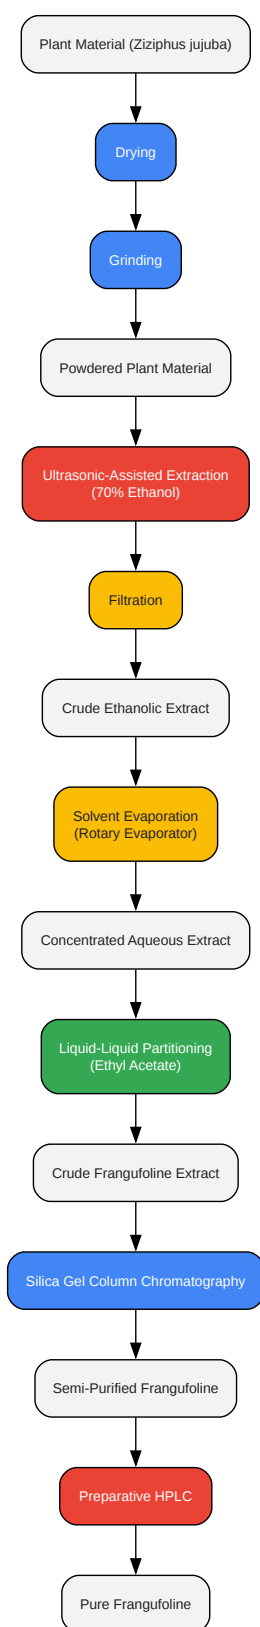 Plant Material (Ziziphus jujuba)
Drying
Grinding
Powdered Plant Material
Ultrasonic-Assisted Extraction
(70% Ethanol)
Filtration
Crude Ethanolic Extract
Solvent Evaporation
(Rotary Evaporator)
Concentrated Aqueous Extract
Liquid-Liquid Partitioning
(Ethyl Acetate)
Crude Frangufoline Extract
Silica Gel Column Chromatography
Semi-Purified Frangufoline
Preparative HPLC
Pure Frangufoline